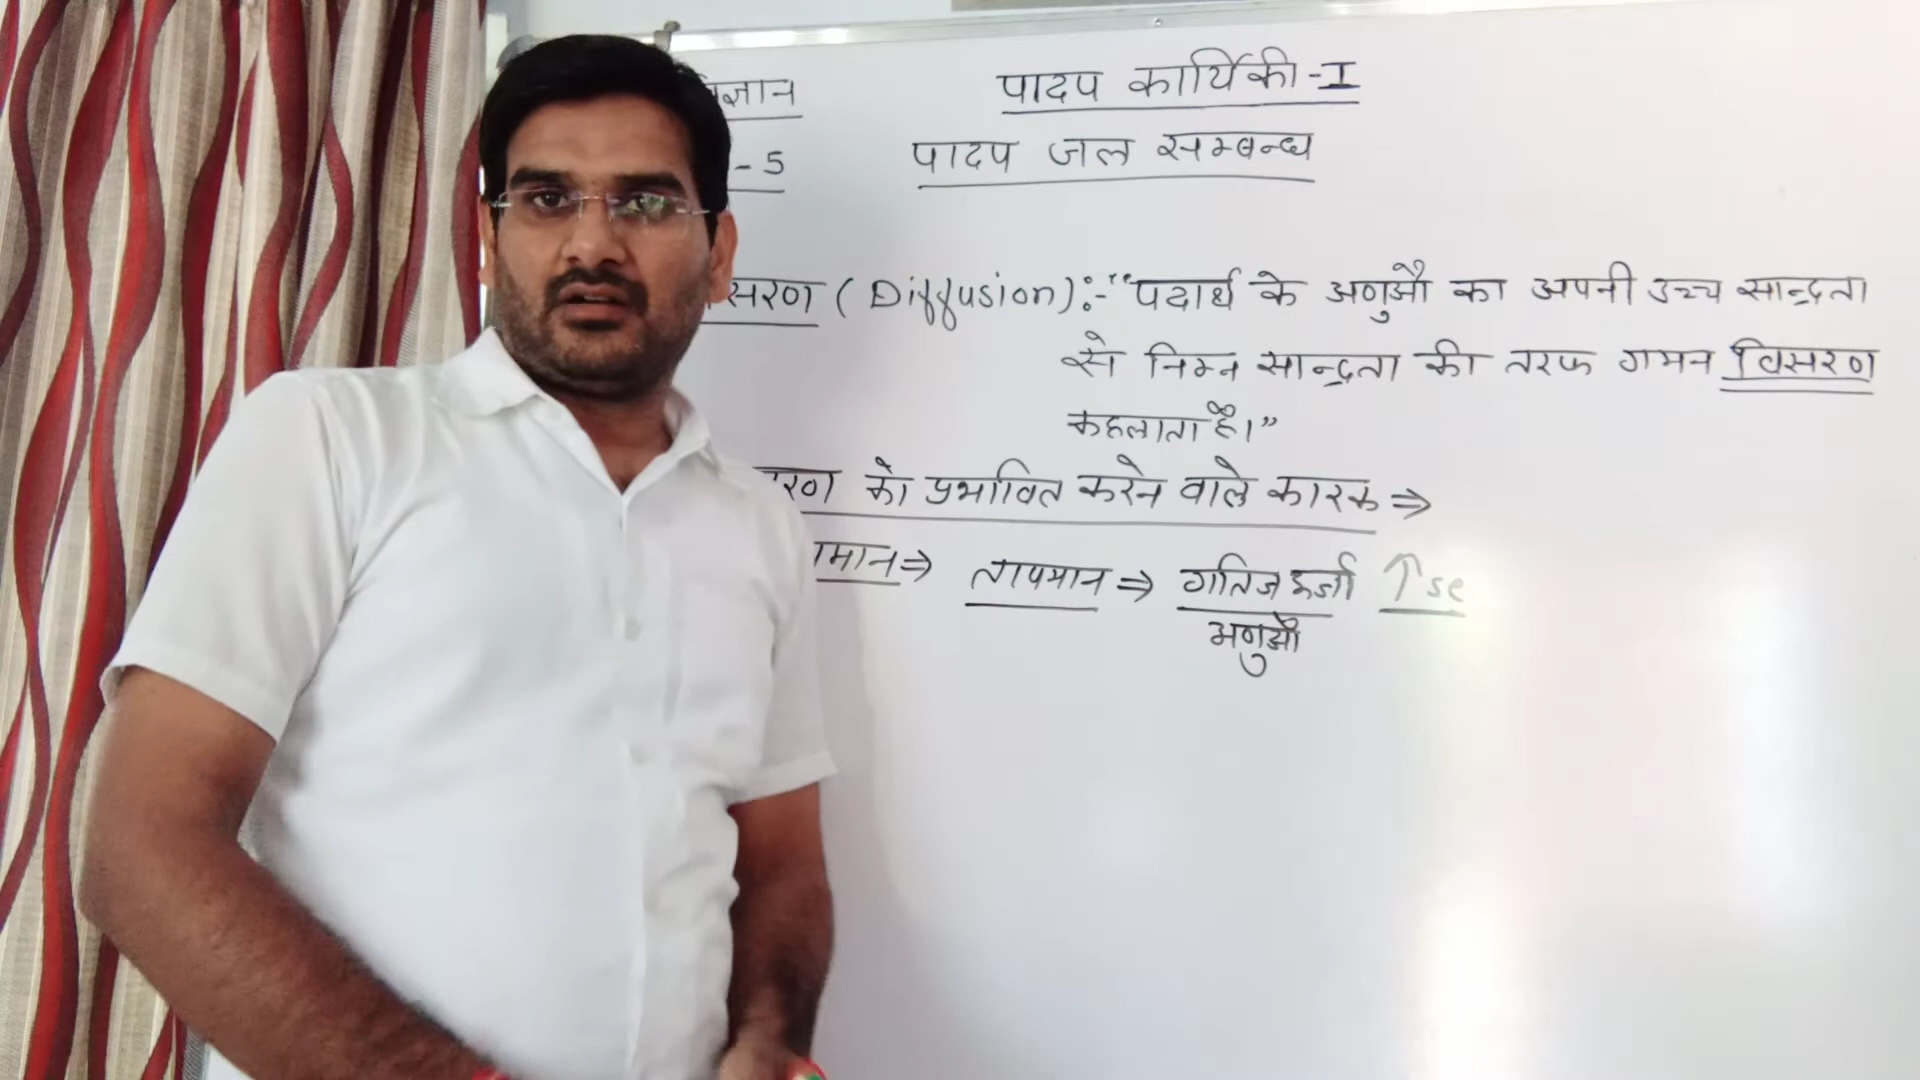 पादप कार्यिकी-I
- 5 पादप जल सम्बन्ध
(Diffusion):- "पदार्थ के अणुओं का अपनी उच्च सान्द्रता
से निम्न सान्द्रता की तरफ गमन विसरण
कहलाता है।"
को प्रभावित करने वाले कारक ⇒
⇒ तापमान ⇒ गतिज ऊर्जा ↑se
अणुओं